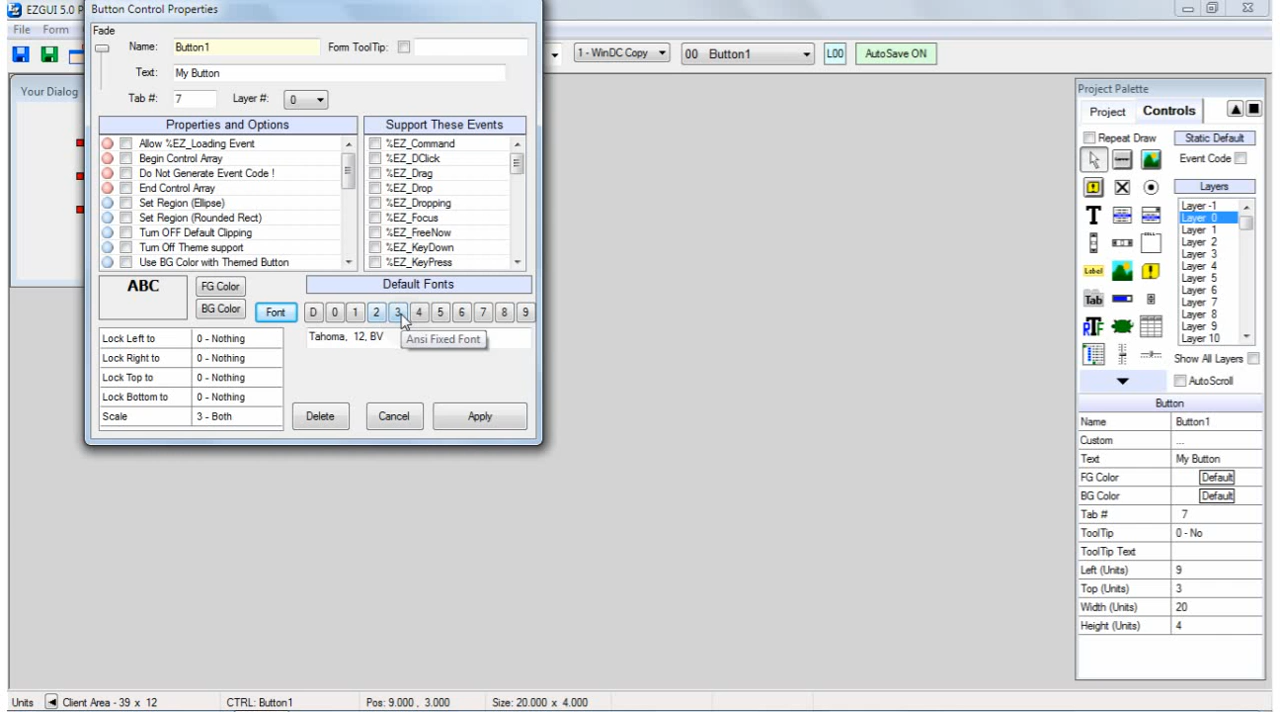 EZGUI 5.0 P
Button Control Properties
File Form
Fade
Name: Button1 Form ToolTip:
1 - WinDC Copy 00 Button1 L00 AutoSave ON
Text: My Button
Tab #: 7 Layer #: 0
Your Dialog
Properties and Options
Allow %EZ_Loading Event
Begin Control Array
Do Not Generate Event Code !
End Control Array
Set Region (Ellipse)
Set Region (Rounded Rect)
Turn OFF Default Clipping
Turn Off Theme support
Use BG Color with Themed Button
Support These Events
%EZ_Command
%EZ_DClick
%EZ_Drag
%EZ_Drop
%EZ_Dropping
%EZ_Focus
%EZ_FreeNow
%EZ_KeyDown
%EZ_KeyPress
ABC
FG Color
BG Color
Font
Default Fonts
D 0 1 2 3 4 5 6 7 8 9
Tahoma, 12, BV
Ansi Fixed Font
Lock Left to 0 - Nothing
Lock Right to 0 - Nothing
Lock Top to 0 - Nothing
Lock Bottom to 0 - Nothing
Scale 3 - Both
Delete Cancel Apply
Project Palette
Project Controls
Repeat Draw
Static Default
Event Code
Layers
Layer -1
Layer 0
Layer 1
Layer 2
Layer 3
Layer 4
Layer 5
Layer 6
Layer 7
Layer 8
Layer 9
Layer 10
T
Label
Tab
RTF
Show All Layers
AutoScroll
Button
Name Button1
Custom ...
Text My Button
FG Color Default
BG Color Default
Tab # 7
ToolTip 0 - No
ToolTip Text
Left (Units) 9
Top (Units) 3
Width (Units) 20
Height (Units) 4
Units Client Area - 39 x 12 CTRL: Button1 Pos: 9.000 , 3.000 Size: 20.000 x 4.000